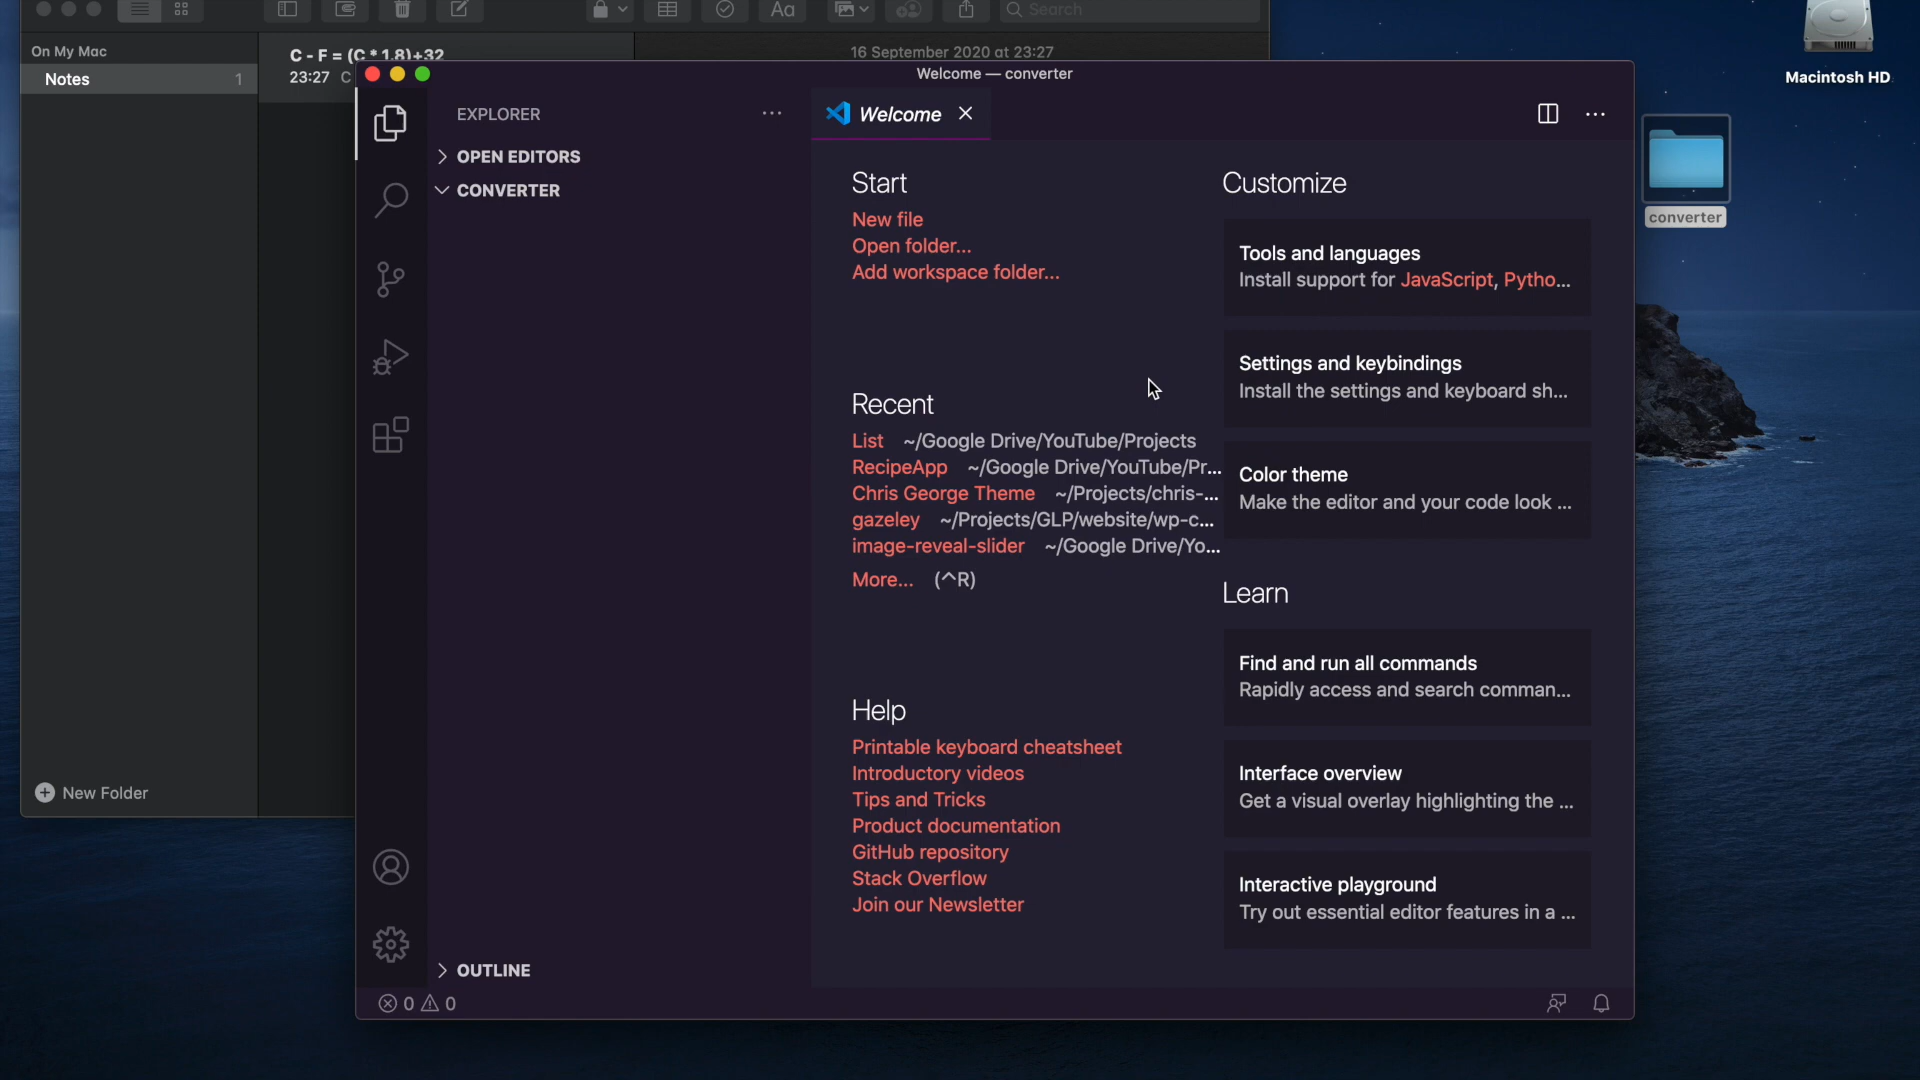 Aa
Search
On My Mac
Notes 1
C - F = (C * 1.8)+32
23:27 C
16 September 2020 at 23:27
New Folder
Macintosh HD
converter
Welcome — converter
EXPLORER
OPEN EDITORS
CONVERTER
OUTLINE
0 0
Welcome
Start
New file
Open folder...
Add workspace folder...
Recent
List ~/Google Drive/YouTube/Projects
RecipeApp ~/Google Drive/YouTube/Pr...
Chris George Theme ~/Projects/chris-...
gazeley ~/Projects/GLP/website/wp-c...
image-reveal-slider ~/Google Drive/Yo...
More... (^R)
Help
Printable keyboard cheatsheet
Introductory videos
Tips and Tricks
Product documentation
GitHub repository
Stack Overflow
Join our Newsletter
Customize
Tools and languages
Install support for JavaScript, Pytho...
Settings and keybindings
Install the settings and keyboard sh...
Color theme
Make the editor and your code look ...
Learn
Find and run all commands
Rapidly access and search comman...
Interface overview
Get a visual overlay highlighting the ...
Interactive playground
Try out essential editor features in a ...